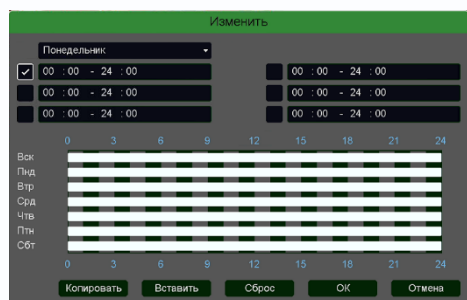 Изменить
Понедельник
00 :00 - 24 :00 00 :00 - 24 :00
00 :00 - 24 :00 00 :00 - 24 :00
00 :00 - 24 :00 00 :00 - 24 :00
0 3 6 9 12 15 18 21 24
Вск
Пнд
Втр
Срд
Чтв
Птн
Сбт
0 3 6 9 12 15 18 21 24
Копировать Вставить Сброс ОК Отмена